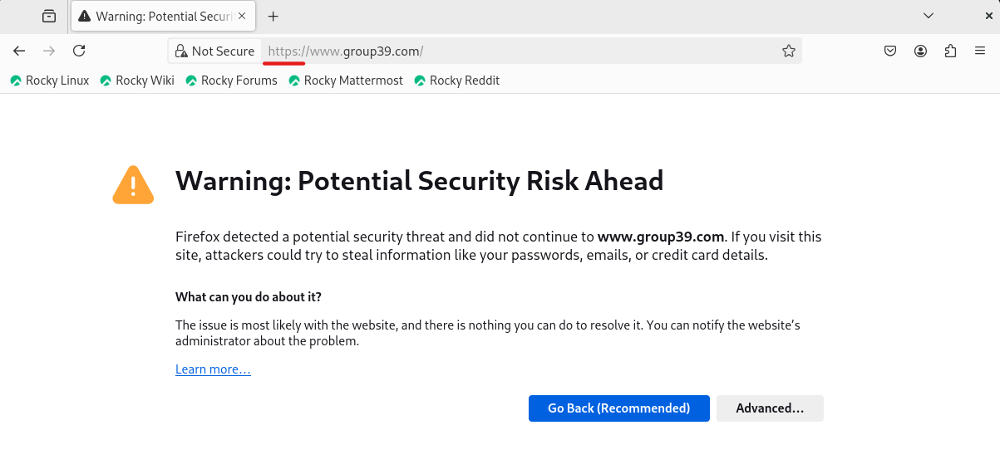 Warning: Potential Securi
Not Secure https://www.group39.com/
Rocky Linux Rocky Wiki Rocky Forums Rocky Mattermost Rocky Reddit
Warning: Potential Security Risk Ahead
Firefox detected a potential security threat and did not continue to www.group39.com. If you visit this
site, attackers could try to steal information like your passwords, emails, or credit card details.
What can you do about it?
The issue is most likely with the website, and there is nothing you can do to resolve it. You can notify the website’s
administrator about the problem.
Learn more…
Go Back (Recommended) Advanced…